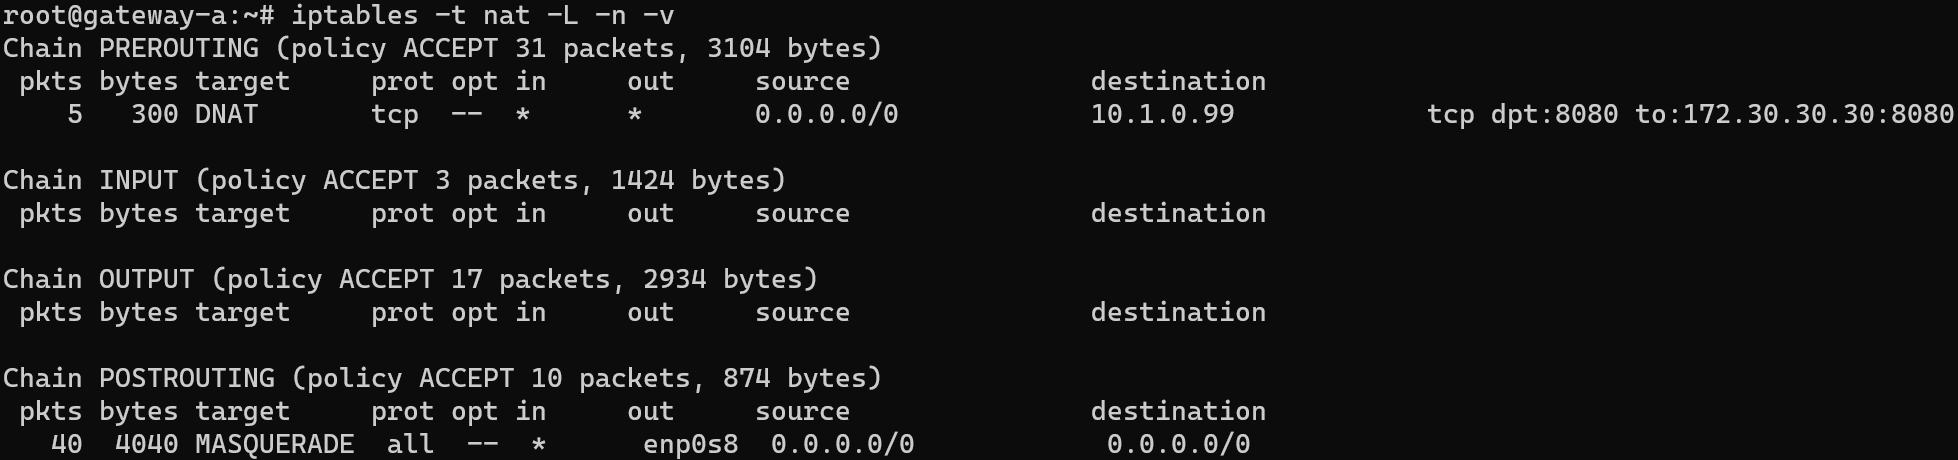 root@gateway-a:~# iptables -t nat -L -n -v
Chain PREROUTING (policy ACCEPT 31 packets, 3104 bytes)
 pkts bytes target     prot opt in     out     source               destination
    5   300 DNAT       tcp  --  *      *       0.0.0.0/0            10.1.0.99            tcp dpt:8080 to:172.30.30.30:8080

Chain INPUT (policy ACCEPT 3 packets, 1424 bytes)
 pkts bytes target     prot opt in     out     source               destination

Chain OUTPUT (policy ACCEPT 17 packets, 2934 bytes)
 pkts bytes target     prot opt in     out     source               destination

Chain POSTROUTING (policy ACCEPT 10 packets, 874 bytes)
 pkts bytes target     prot opt in     out     source               destination
   40  4040 MASQUERADE  all  --  *      enp0s8  0.0.0.0/0            0.0.0.0/0